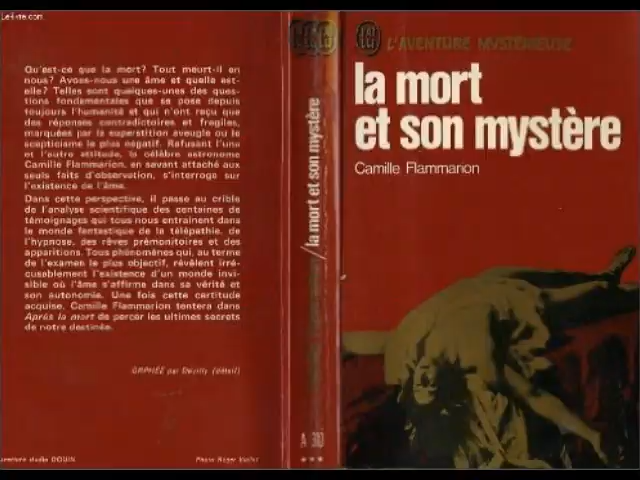 Le-livre.com
Qu'est-ce que la mort? Tout meurt-il en
nous? Avons-nous une âme et quelle est-
elle? Telles sont quelques-unes des ques-
tions fondamentales que se pose depuis
toujours l'humanité et qui n'ont reçu que
des réponses contradictoires et fragiles,
marquées par la superstition aveugle ou le
scepticisme le plus négatif. Refusant l'une
et l'autre attitude, le célèbre astronome
Camille Flammarion, en savant attaché aux
seuls faits d'observation, s'interroge sur
l'existence de l'âme.
Dans cette perspective, il passe au crible
de l'analyse scientifique des centaines de
témoignages qui tous nous entraînent dans
le monde fantastique de la télépathie, de
l'hypnose, des rêves prémonitoires et des
apparitions. Tous phénomènes qui, au terme
de l'examen le plus objectif, révèlent irré-
cusablement l'existence d'un monde invi-
sible où l'âme s'affirme dans sa vérité et
son autonomie. Une fois cette certitude
acquise, Camille Flammarion tentera dans
Après la mort de percer les ultimes secrets
de notre destinée.
ORPHÉE par (détail)
studio DOUIN
Photo Roger Viollet
/la mort et son mystère
A 310
***
L'AVENTURE MYSTÉRIEUSE
la mort
et son mystère
Camille Flammarion